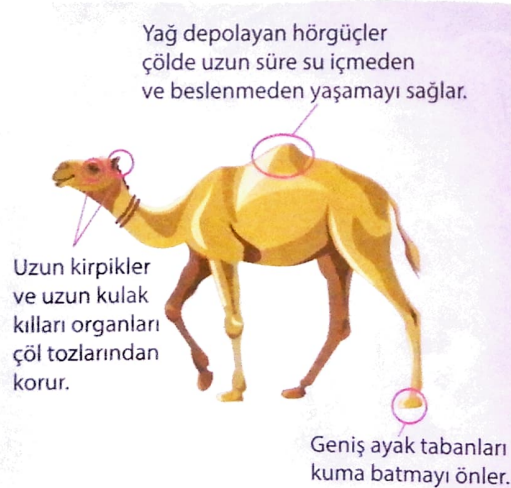 Yağ depolayan hörgüçler
çölde uzun süre su içmeden
ve beslenmeden yaşamayı sağlar.
Uzun kirpikler
ve uzun kulak
kılları organları
çöl tozlarından
korur.
Geniş ayak tabanları
kuma batmayı önler.